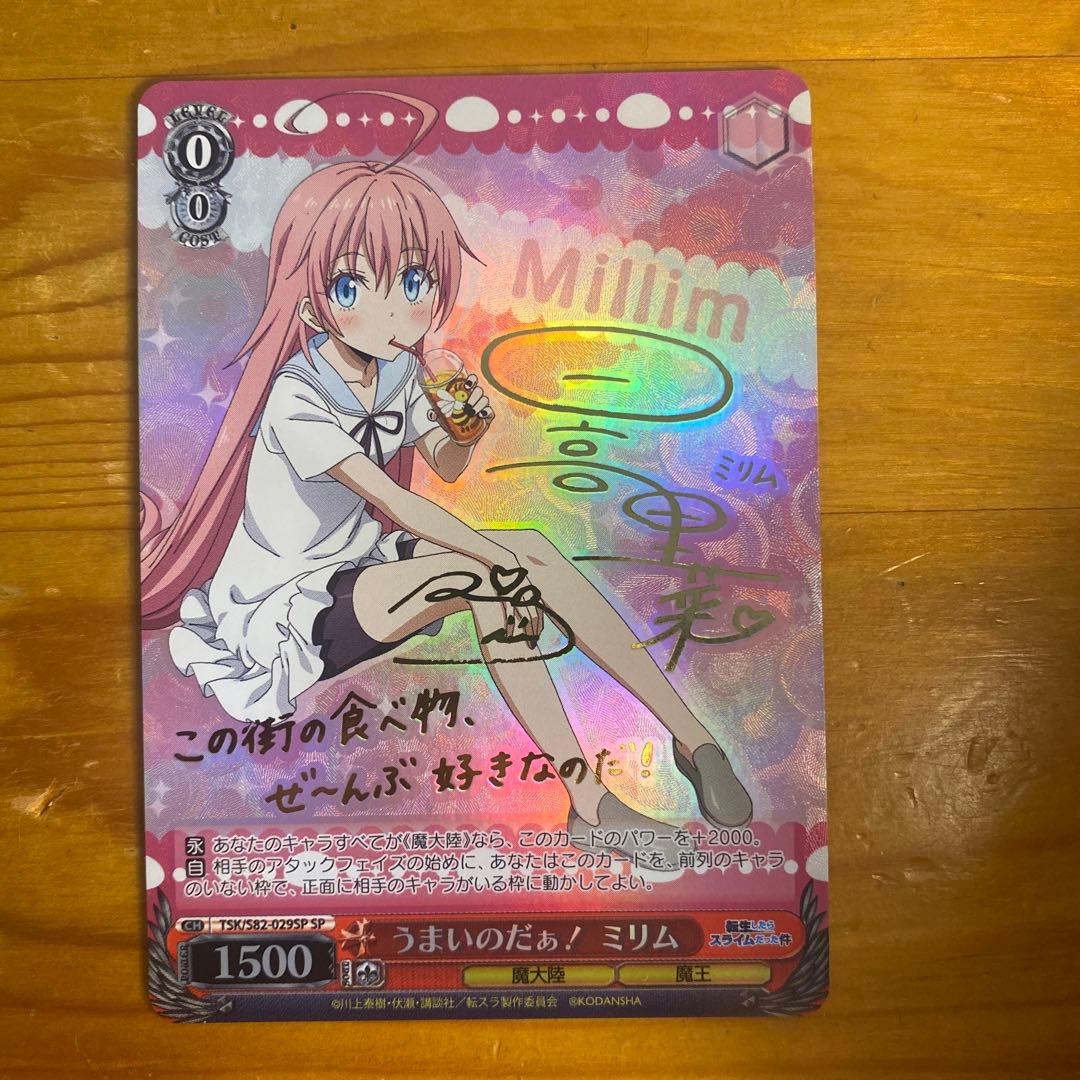 LEVEL
0
0
COST
Millim
日高里菜
ミリム
この街の食べ物、
ぜ〜んぶ好きなのだ!
永 あなたのキャラすべてが《魔大陸》なら、このカードのパワーを+2000。
自 相手のアタックフェイズの始めに、あなたはこのカードを、前列のキャラ
のいない枠で、正面に相手のキャラがいる枠に動かしてよい。
CH TSK/S82-029SP SP
POWER 1500 SOUL うまいのだぁ! ミリム
転生したら
スライムだった件
魔大陸 魔王
©川上泰樹・伏瀬・講談社/転スラ製作委員会 ®KODANSHA